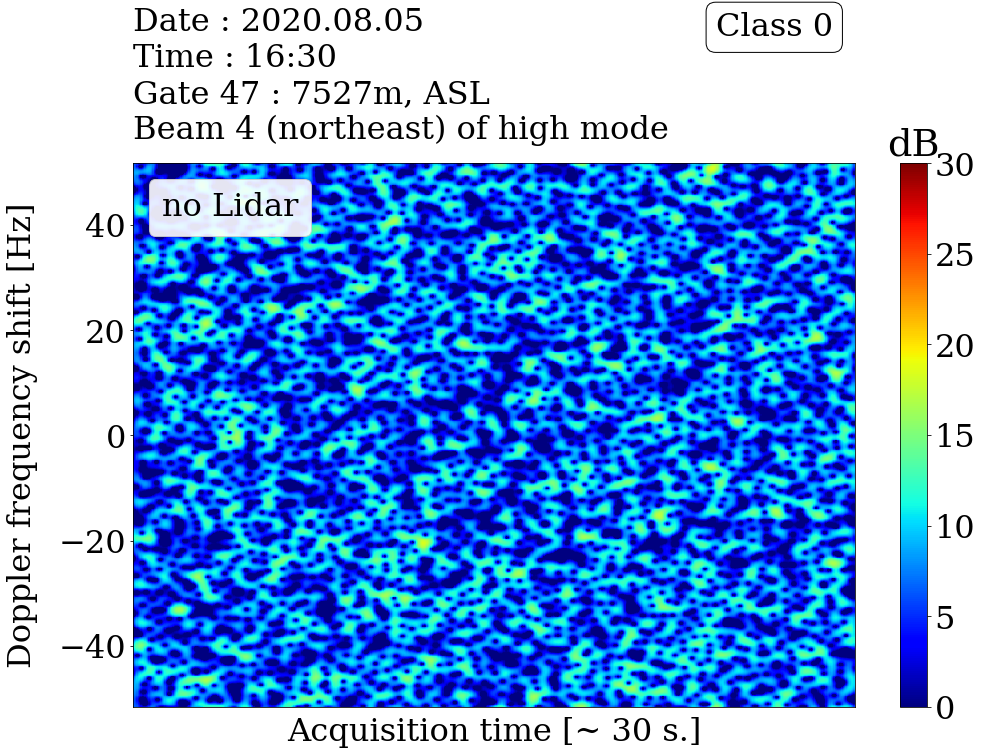 Date : 2020.08.05
Time : 16:30
Gate 47 : 7527m, ASL
Beam 4 (northeast) of high mode
Class 0
dB
no Lidar
Doppler frequency shift [Hz]
40
20
0
−20
−40
30
25
20
15
10
5
0
Acquisition time [~ 30 s.]